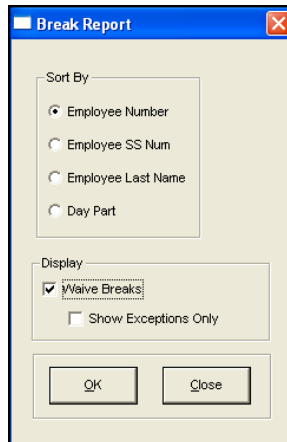 Break Report
Sort By
Employee Number
Employee SS Num
Employee Last Name
Day Part
Display
Waive Breaks
Show Exceptions Only
OK
Close